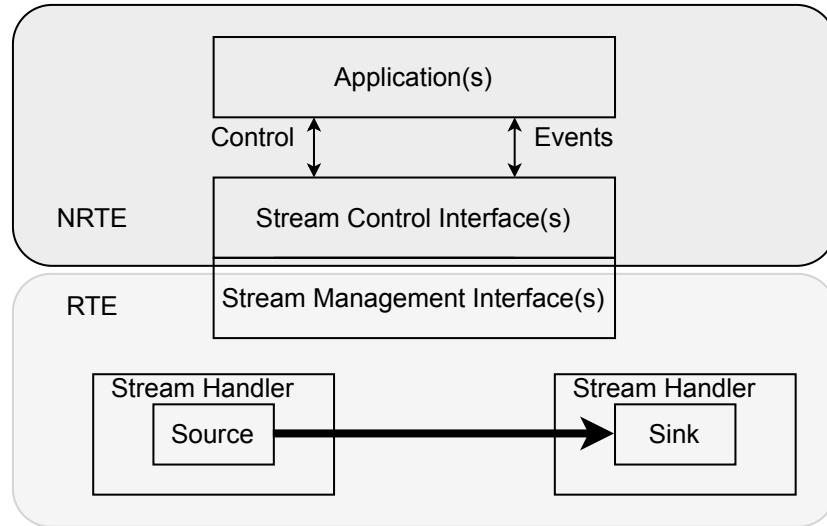 Application(s)
Control
Events
NRTE
Stream Control Interface(s)
RTE
Stream Management Interface(s)
Stream Handler
Stream Handler
Source
Sink